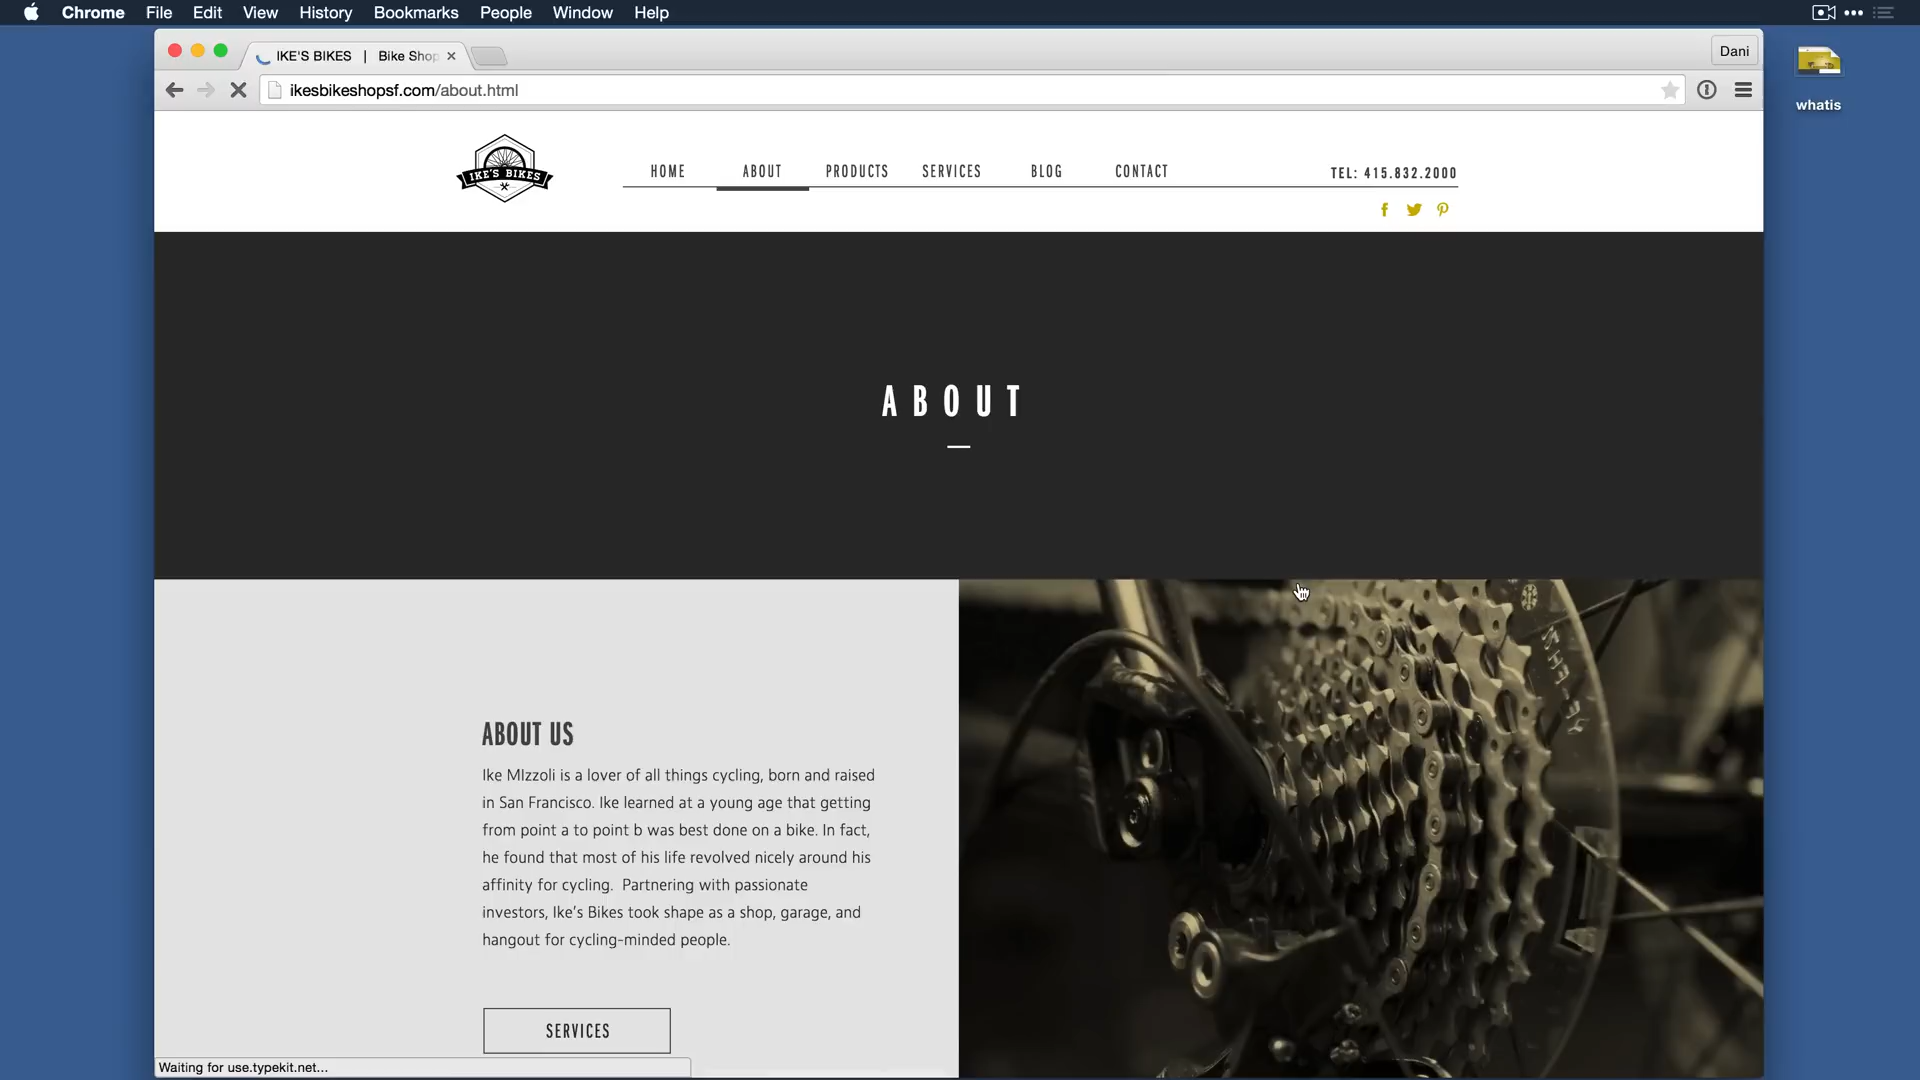 Chrome File Edit View History Bookmarks People Window Help
IKE'S BIKES | Bike Shop
Dani
ikesbikeshopsf.com/about.html
whatis
IKE'S BIKES
HOME ABOUT PRODUCTS SERVICES BLOG CONTACT
TEL: 415.832.2000
ABOUT
ABOUT US
Ike MIzzoli is a lover of all things cycling, born and raised
in San Francisco. Ike learned at a young age that getting
from point a to point b was best done on a bike. In fact,
he found that most of his life revolved nicely around his
affinity for cycling.  Partnering with passionate
investors, Ike's Bikes took shape as a shop, garage, and
hangout for cycling-minded people.
SERVICES
Waiting for use.typekit.net...